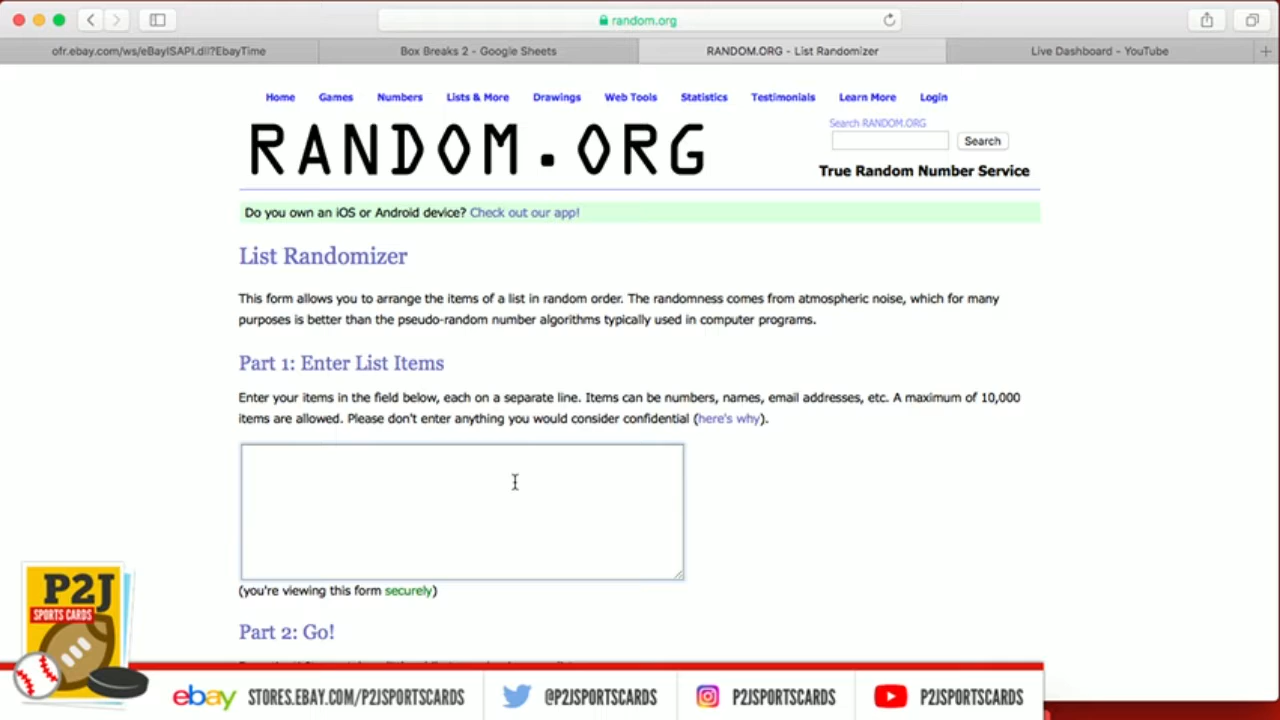 random.org
ofr.ebay.com/ws/eBayISAPI.dll?EbayTime
Box Breaks 2 - Google Sheets
RANDOM.ORG - List Randomizer
Live Dashboard - YouTube
Home Games Numbers Lists & More Drawings Web Tools Statistics Testimonials Learn More Login
RANDOM.ORG
Search RANDOM.ORG
Search
True Random Number Service
Do you own an iOS or Android device? Check out our app!
List Randomizer
This form allows you to arrange the items of a list in random order. The randomness comes from atmospheric noise, which for many
purposes is better than the pseudo-random number algorithms typically used in computer programs.
Part 1: Enter List Items
Enter your items in the field below, each on a separate line. Items can be numbers, names, email addresses, etc. A maximum of 10,000
items are allowed. Please don't enter anything you would consider confidential (here's why).
(you're viewing this form securely)
Part 2: Go!
P2J
SPORTS CARDS
ebay STORES.EBAY.COM/P2JSPORTSCARDS
@P2JSPORTSCARDS
P2JSPORTSCARDS
P2JSPORTSCARDS